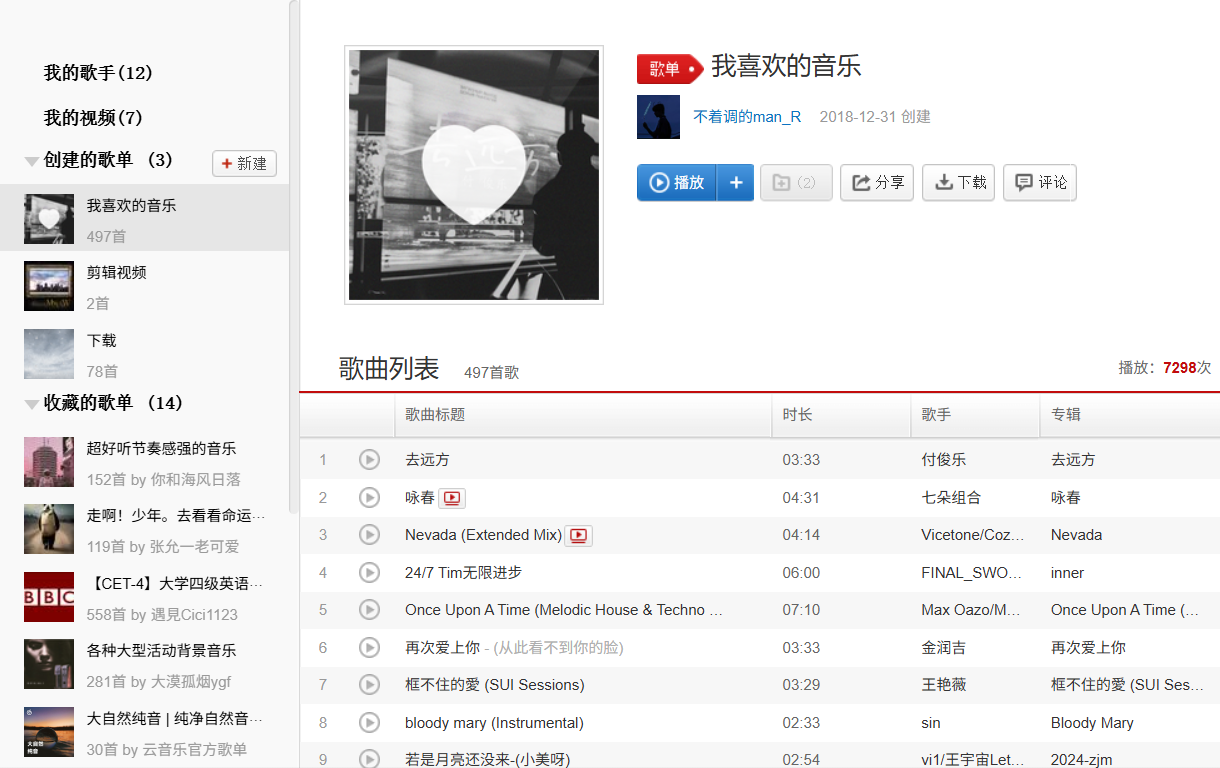 我的歌手(12)
我的视频(7)
创建的歌单 (3)
新建
我喜欢的音乐
497首
剪辑视频
2首
下载
78首
收藏的歌单 (14)
超好听节奏感强的音乐
152首 by 你和海风日落
走啊！少年。去看看命运…
119首 by 张允一老可爱
【CET-4】大学四级英语…
558首 by 遇見Cici1123
各种大型活动背景音乐
281首 by 大漠孤烟ygf
大自然纯音 | 纯净自然音…
30首 by 云音乐官方歌单
BBC
大自然
纯音
歌单
我喜欢的音乐
不着调的man_R 2018-12-31 创建
播放 + (2) 分享 下载 评论
歌曲列表 497首歌 播放：7298次
歌曲标题 时长 歌手 专辑
1 去远方 03:33 付俊乐 去远方
2 咏春 04:31 七朵组合 咏春
3 Nevada (Extended Mix) 04:14 Vicetone/Coz… Nevada
4 24/7 Tim无限进步 06:00 FINAL_SWO… inner
5 Once Upon A Time (Melodic House & Techno … 07:10 Max Oazo/M… Once Upon A Time (…
6 再次爱上你 - (从此看不到你的脸) 03:33 金润吉 再次爱上你
7 框不住的愛 (SUI Sessions) 03:29 王艳薇 框不住的愛 (SUI Ses…
8 bloody mary (Instrumental) 02:33 sin Bloody Mary
9 若是月亮还没来-(小美呀) 02:54 vi1/王宇宙Let… 2024-zjm